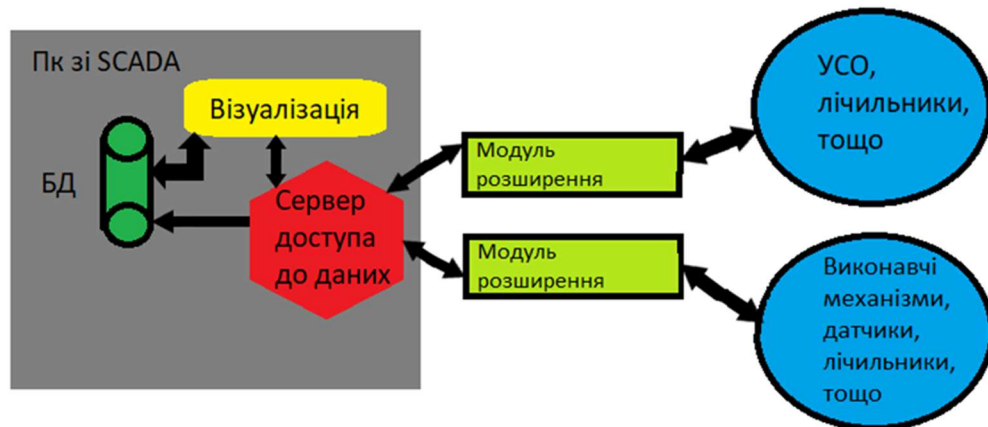 Пк зі SCADA
Візуалізація
БД
Сервер
доступа
до даних
Модуль
розширення
Модуль
розширення
УСО,
лічильники,
тощо
Виконавчі
механізми,
датчики,
лічильники,
тощо